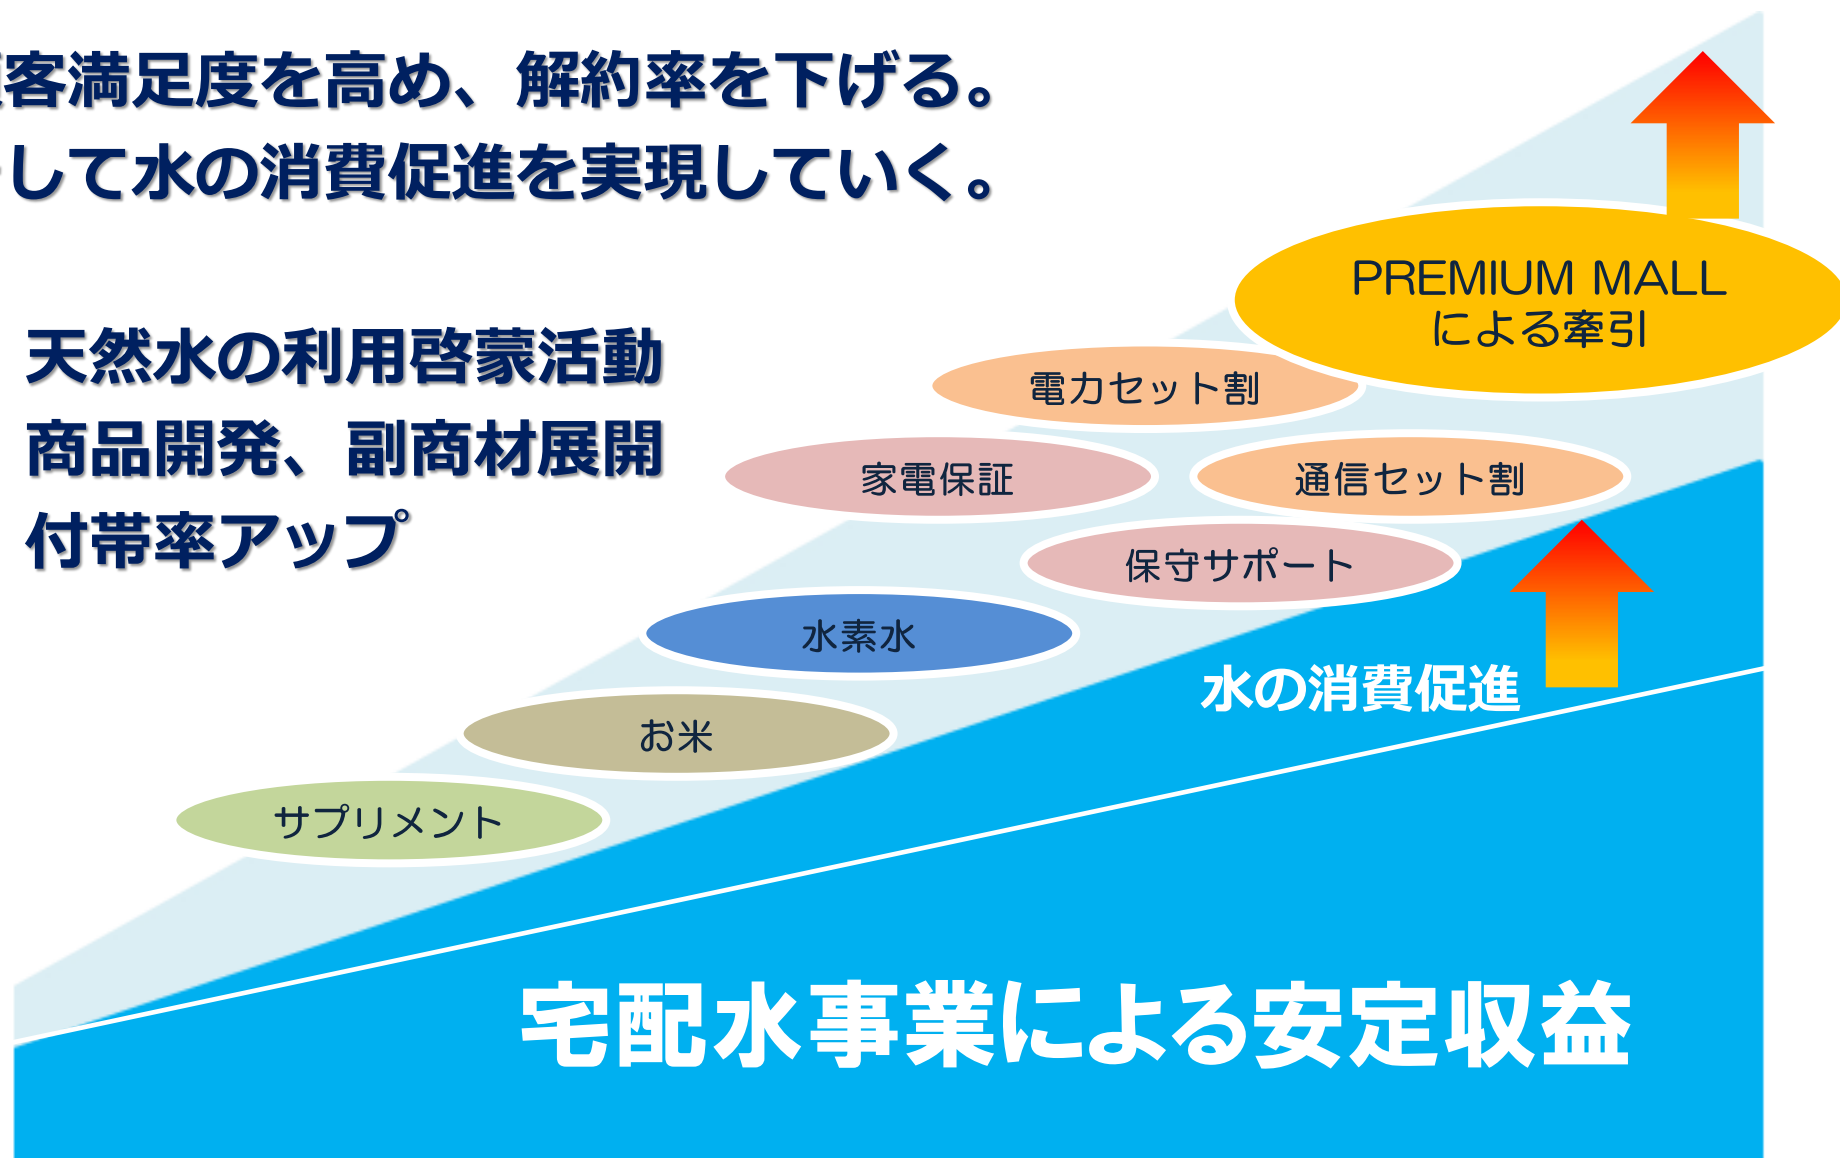 客満足度を高め、解約率を下げる。
して水の消費促進を実現していく。
天然水の利用啓蒙活動
商品開発、副商材展開
付帯率アップ
PREMIUM MALL
による牽引
電力セット割
家電保証
通信セット割
保守サポート
水素水
水の消費促進
お米
サプリメント
宅配水事業による安定収益